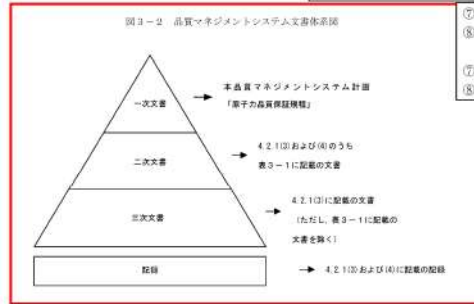 図3-2 品質マネジメントシステム文書体系図
⑦
⑧
⑦
⑧
一次文書
本品質マネジメントシステム計画
「原子力品質保証規程」
二次文書
4.2.1(3)および(4)のうち
表3-1に記載の文書
三次文書
4.2.1(3)に記載の文書
(ただし、表3-1に記載の
文書を除く)
記録
4.2.1(3)および(4)に記載の記録